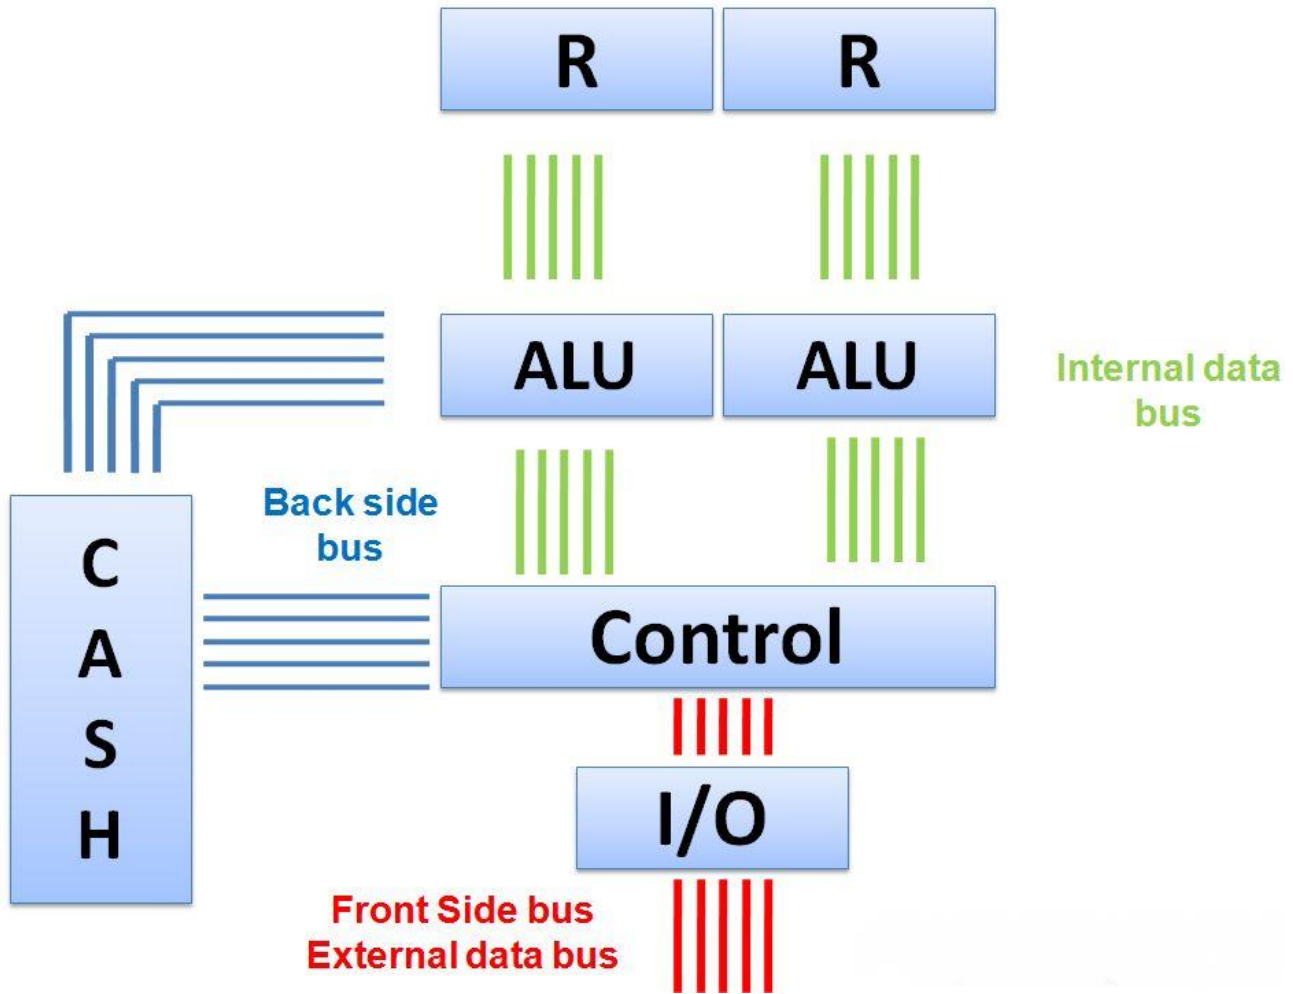 R
R
ALU
ALU
Internal data
bus
Back side
bus
C
A
S
H
Control
I/O
Front Side bus
External data bus